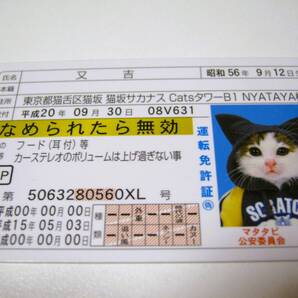 氏名 又吉 昭和 56年 9月12日
本籍
住所 東京都猫舌区猫坂 猫坂サカナス CatsタワーB1 NYATAYA
交付 平成20年 09月30日 08V631
なめられたら無効
フード(耳付)等
カーステレオのボリュームは上げ過ぎない事
運転免許証
第 5063280560XL 号
平成00年00月00日
平成15年05月03日
平成00年00月00日
種類
SCRATCH
マタタビ
公安委員会